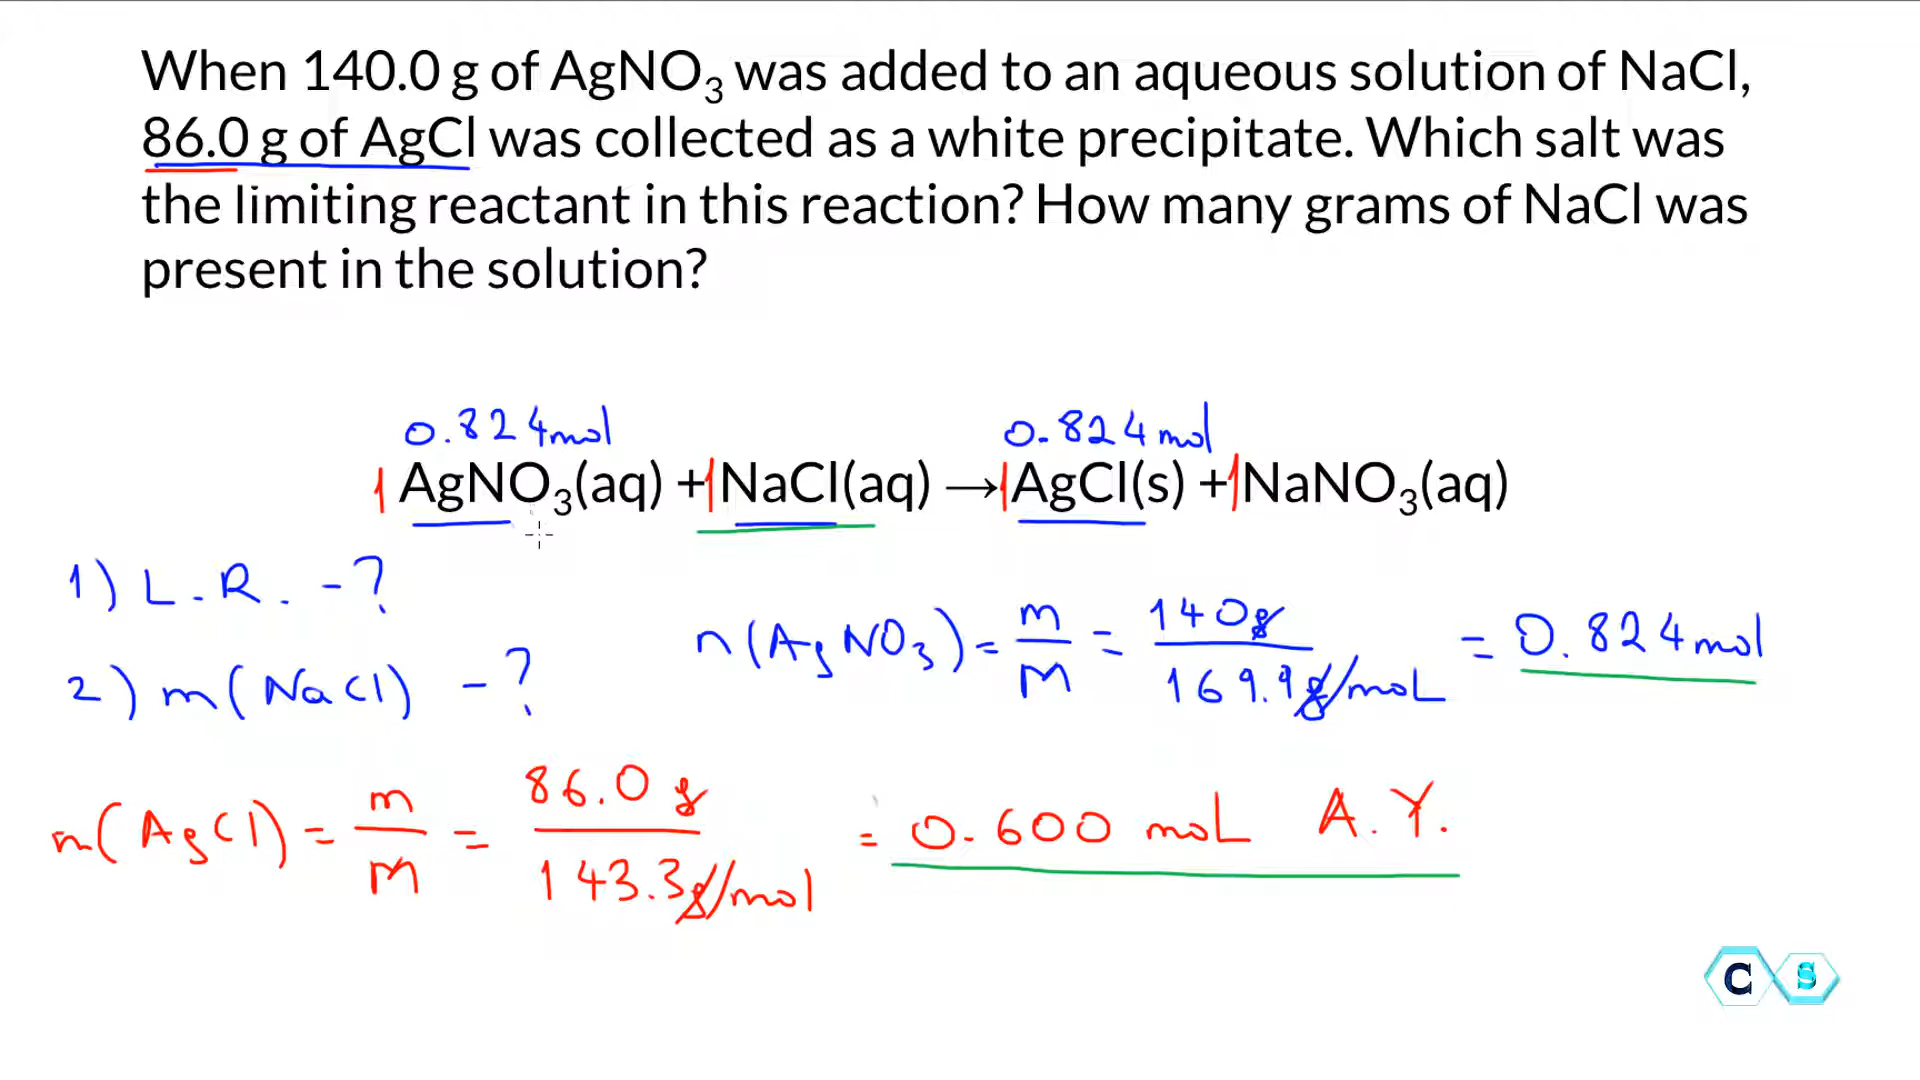 When 140.0 g of AgNO₃ was added to an aqueous solution of NaCl,
86.0 g of AgCl was collected as a white precipitate. Which salt was
the limiting reactant in this reaction? How many grams of NaCl was
present in the solution?
0.824mol 0.824mol
1 AgNO₃(aq) + 1 NaCl(aq) → 1 AgCl(s) + 1 NaNO₃(aq)
1) L.R. - ?
n(AgNO₃) = m/M = 140g/169.9g/moL = 0.824mol
2) m(NaCl) - ?
n(AgCl) = m/M = 86.0 g/143.3g/mol = 0.600 moL A.Y.
C S